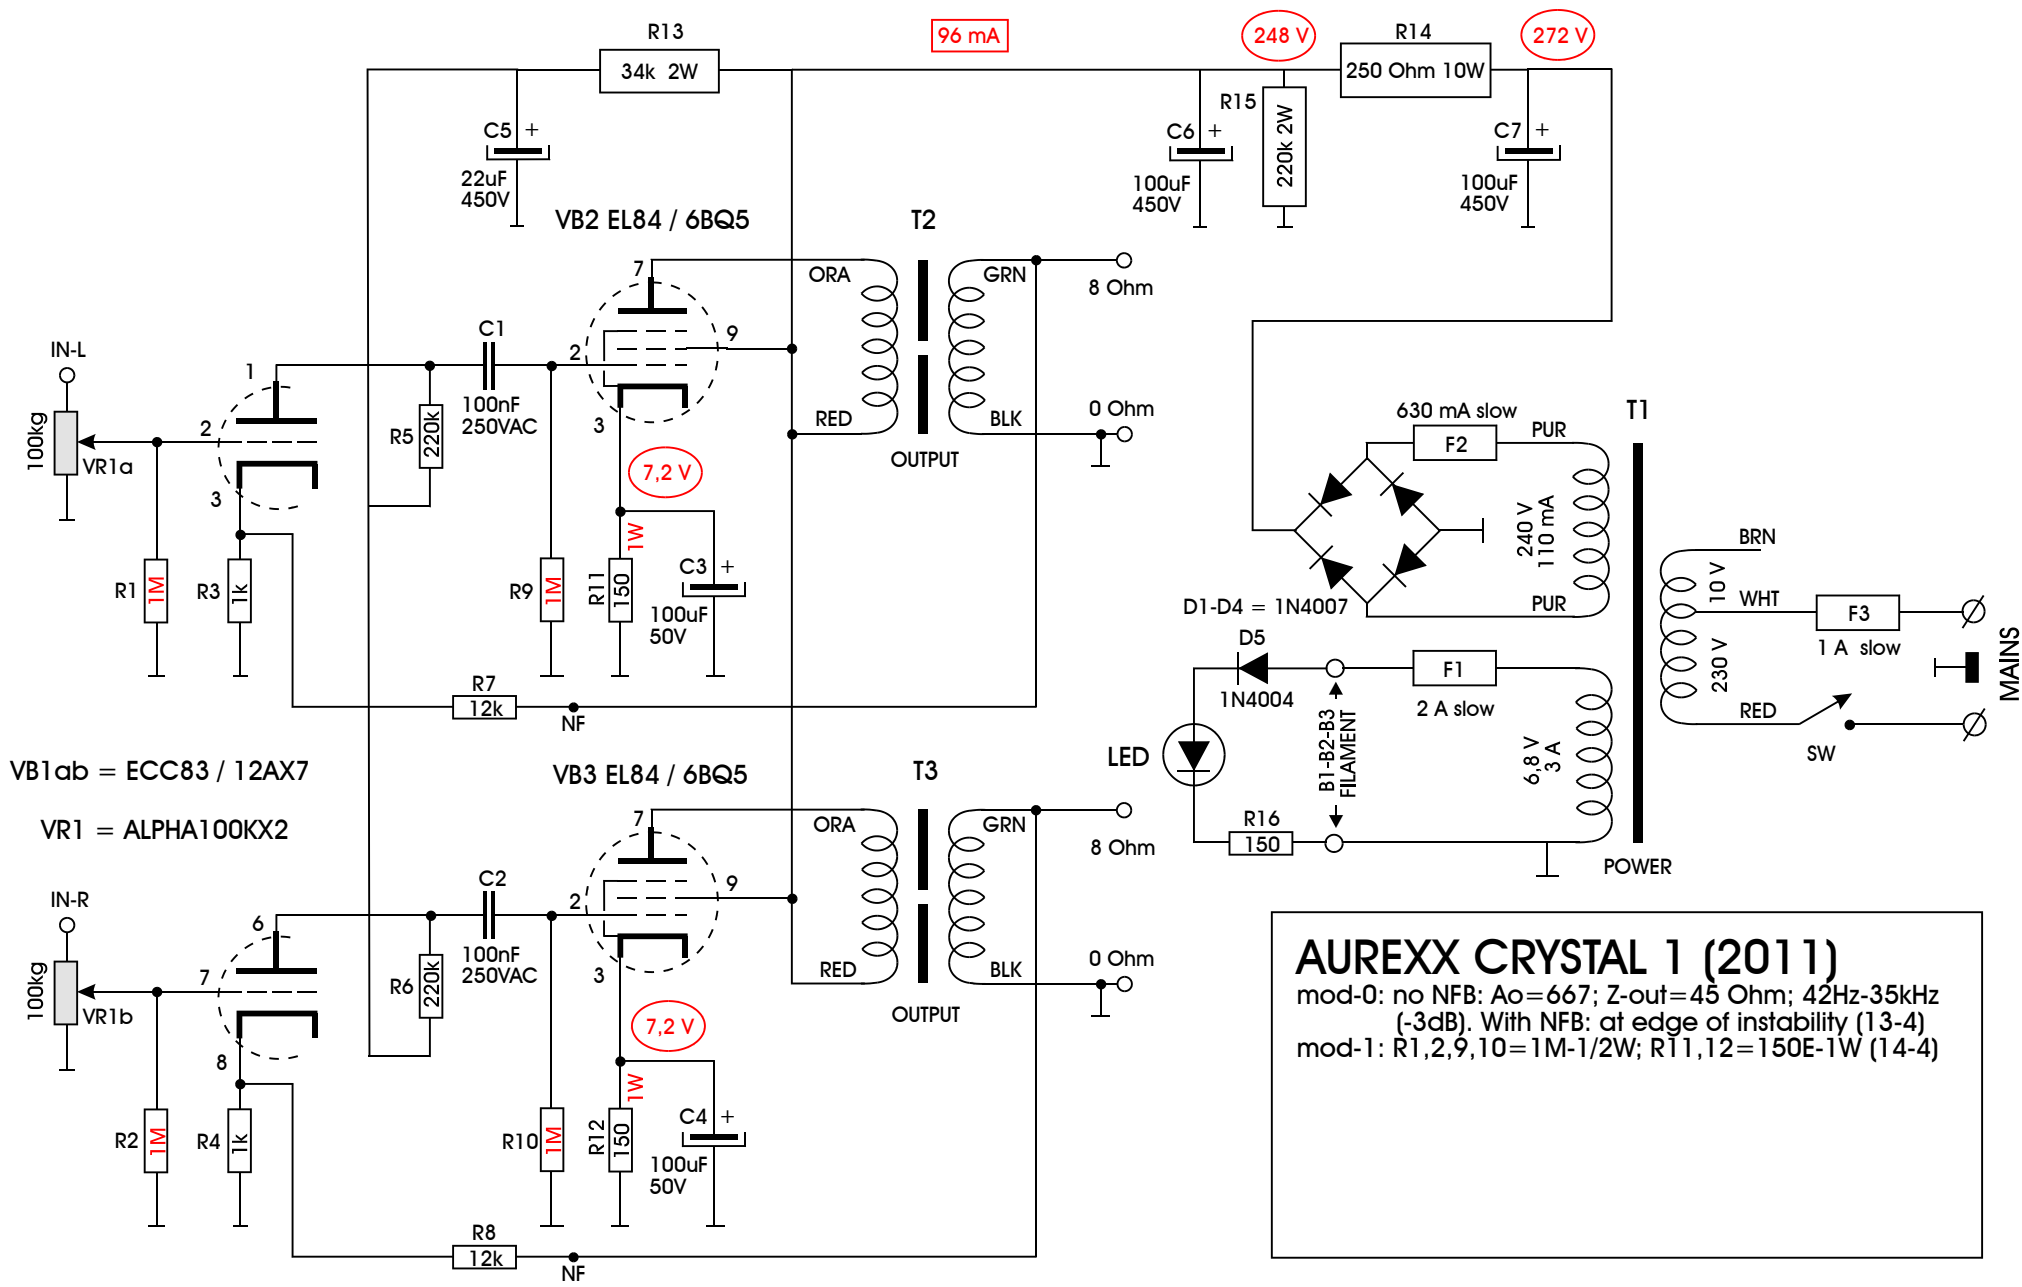 R13
34k 2W
96 mA
248 V
R14
250 Ohm 10W
272 V
C5 +
22uF
450V
C6 +
100uF
450V
R15
220k 2W
C7 +
100uF
450V
VB2 EL84 / 6BQ5
T2
7
ORA
GRN
8 Ohm
9
2
3
RED
BLK
0 Ohm
OUTPUT
IN-L
100kg
VR1a
1
2
3
C1
100nF
250VAC
R5
220k
7,2 V
1W
R1
1M
R3
1k
R9
1M
R11
150
C3 +
100uF
50V
R7
12k
NF
630 mA slow
F2
PUR
T1
240 V
110 mA
PUR
D1-D4 = 1N4007
D5
1N4004
F1
2 A slow
LED
B1-B2-B3
FILAMENT
6,8 V
3 A
R16
150
POWER
BRN
10 V
WHT
F3
1 A slow
230 V
RED
SW
MAINS
VB1ab = ECC83 / 12AX7
VR1 = ALPHA100KX2
VB3 EL84 / 6BQ5
T3
7
ORA
GRN
8 Ohm
9
2
3
RED
BLK
0 Ohm
OUTPUT
IN-R
100kg
VR1b
6
7
8
C2
100nF
250VAC
R6
220k
7,2 V
1W
R2
1M
R4
1k
R10
1M
R12
150
C4 +
100uF
50V
R8
12k
NF
AUREXX CRYSTAL 1 (2011)
mod-0: no NFB: Ao=667; Z-out=45 Ohm; 42Hz-35kHz
(-3dB). With NFB: at edge of instability (13-4)
mod-1: R1,2,9,10=1M-1/2W; R11,12=150E-1W (14-4)